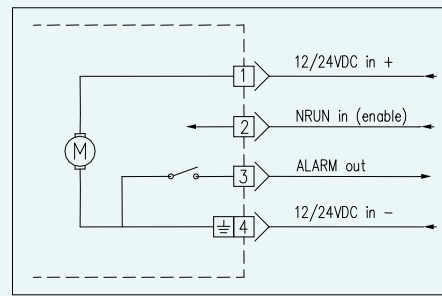 1 12/24VDC in +
2 NRUN in (enable)
M
3 ALARM out
4 12/24VDC in -